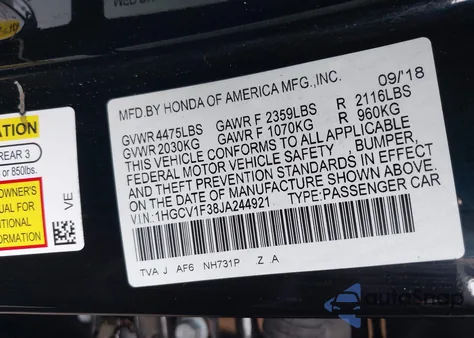 MFD.BY HONDA OF AMERICA MFG.,INC. 09/'18
GVWR 4475LBS GAWR F 2359LBS R 2116LBS
GVWR 2030KG GAWR F 1070KG R 960KG
THIS VEHICLE CONFORMS TO ALL APPLICABLE
FEDERAL MOTOR VEHICLE SAFETY , BUMPER,
AND THEFT PREVENTION STANDARDS IN EFFECT
ON THE DATE OF MANUFACTURE SHOWN ABOVE.
V.I.N.:1HGCV1F38JA244921 TYPE:PASSENGER CAR
TVA J AF6 NH731P .Z .A
ATION
REAR 3
or 850lbs.
OWNER'S
UAL FOR
ITIONAL
ORMATION
VE
autosnap